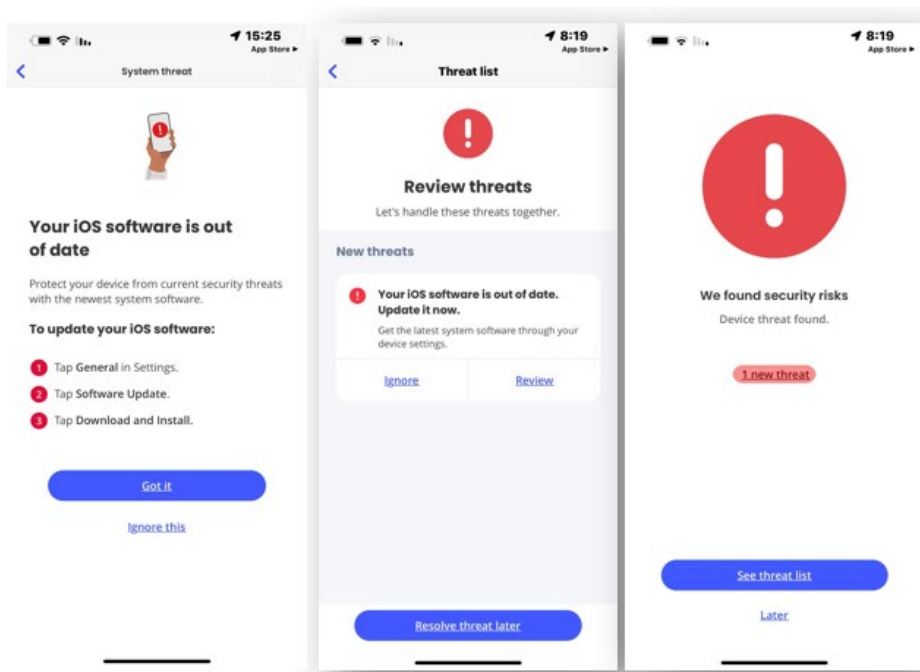 15:25
App Store ▸
System threat
Your iOS software is out
of date
Protect your device from current security threats
with the newest system software.
To update your iOS software:
1 Tap General in Settings.
2 Tap Software Update.
3 Tap Download and Install.
Got it
Ignore this
8:19
App Store ▸
Threat list
Review threats
Let's handle these threats together.
New threats
Your iOS software is out of date.
Update it now.
Get the latest system software through your
device settings.
Ignore
Review
Resolve threat later
8:19
App Store ▸
We found security risks
Device threat found.
1 new threat
See threat list
Later